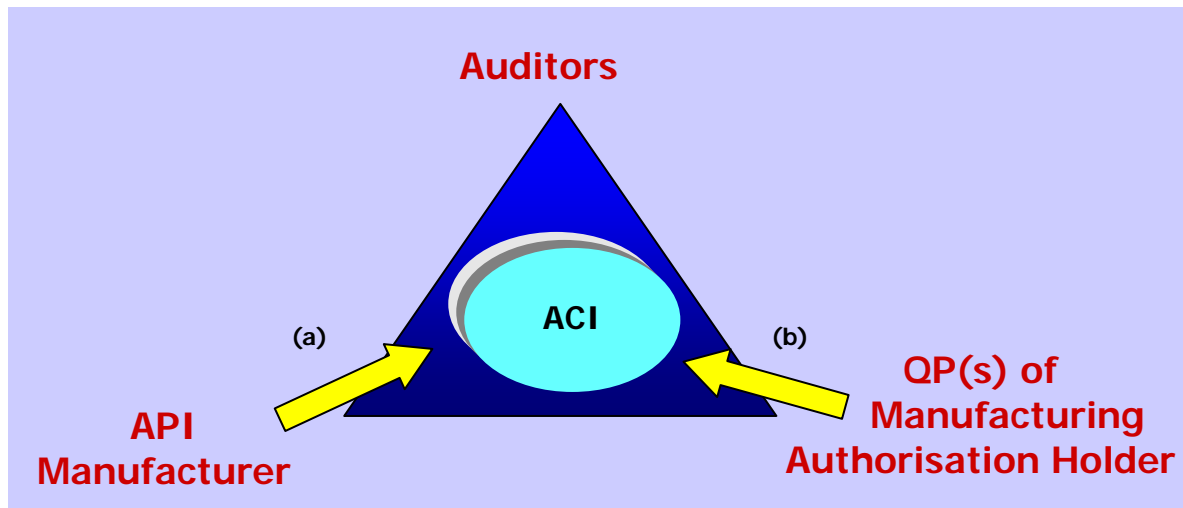 Auditors
ACI
(a)
(b)
API
Manufacturer
QP(s) of
Manufacturing
Authorisation Holder